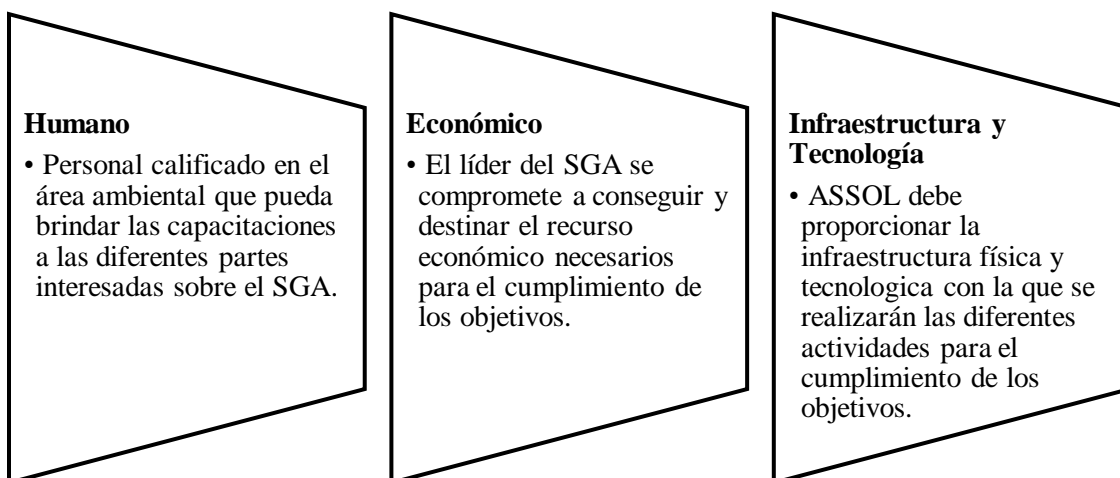 Humano
• Personal calificado en el
área ambiental que pueda
brindar las capacitaciones
a las diferentes partes
interesadas sobre el SGA.
Económico
• El líder del SGA se
compromete a conseguir y
destinar el recurso
económico necesarios
para el cumplimiento de
los objetivos.
Infraestructura y
Tecnología
• ASSOL debe
proporcionar la
infraestructura física y
tecnologica con la que se
realizarán las diferentes
actividades para el
cumplimiento de los
objetivos.